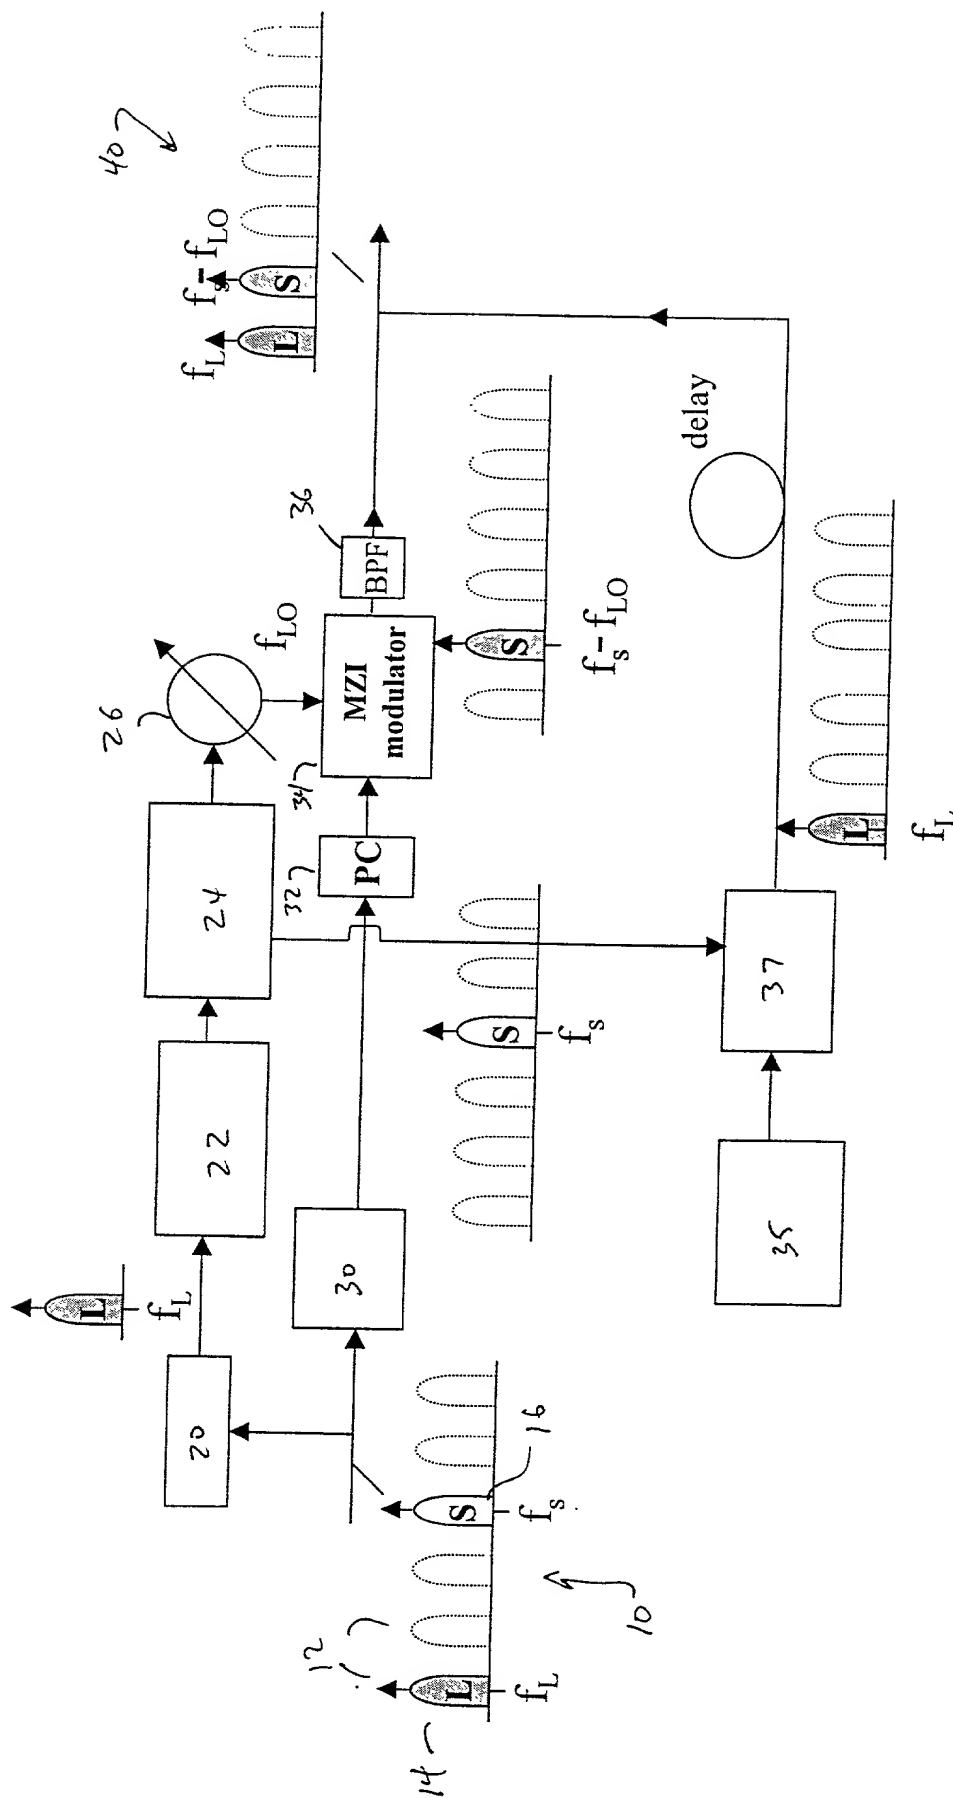 40
f_L
f_s - f_LO
L
S
26
f_LO
24
22
f_L
L
20
36
BPF
34
MZI
modulator
32
PC
30
S
f_s - f_LO
S
f_s
12
14
L
f_L
S
f_s
16
10
delay
37
35
L
f_L